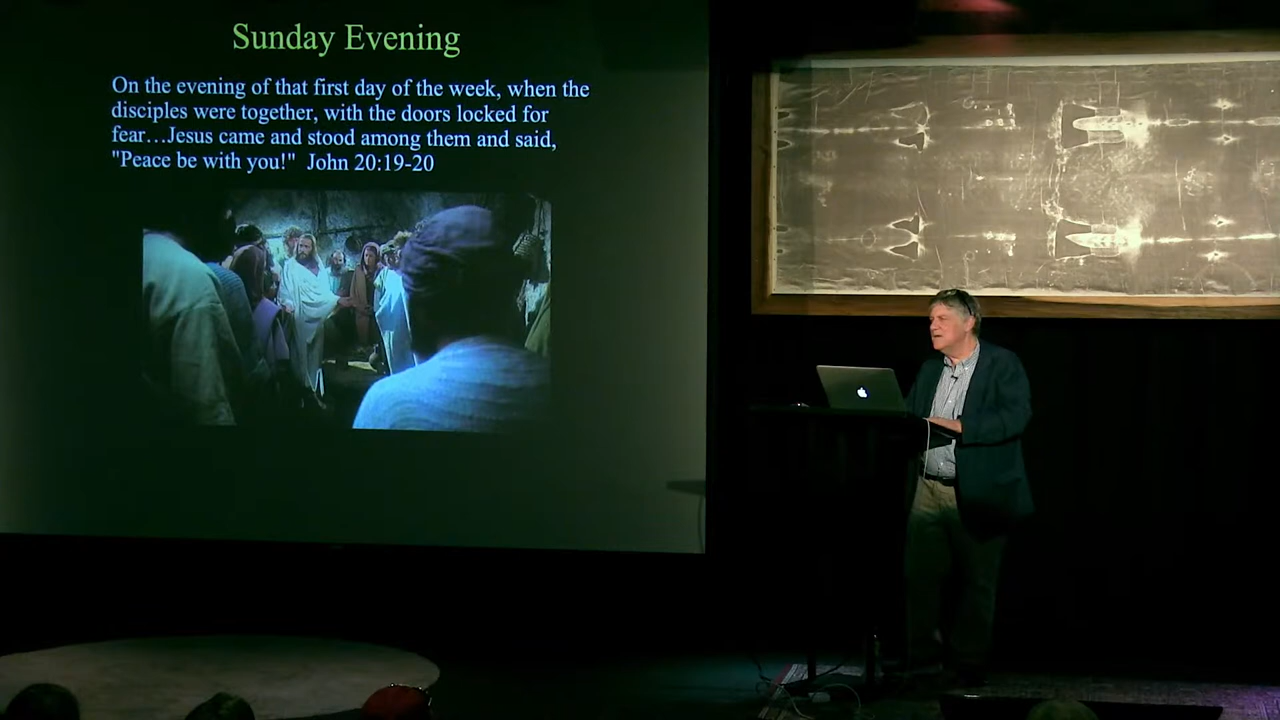 Sunday Evening
On the evening of that first day of the week, when the
disciples were together, with the doors locked for
fear…Jesus came and stood among them and said,
"Peace be with you!"  John 20:19-20